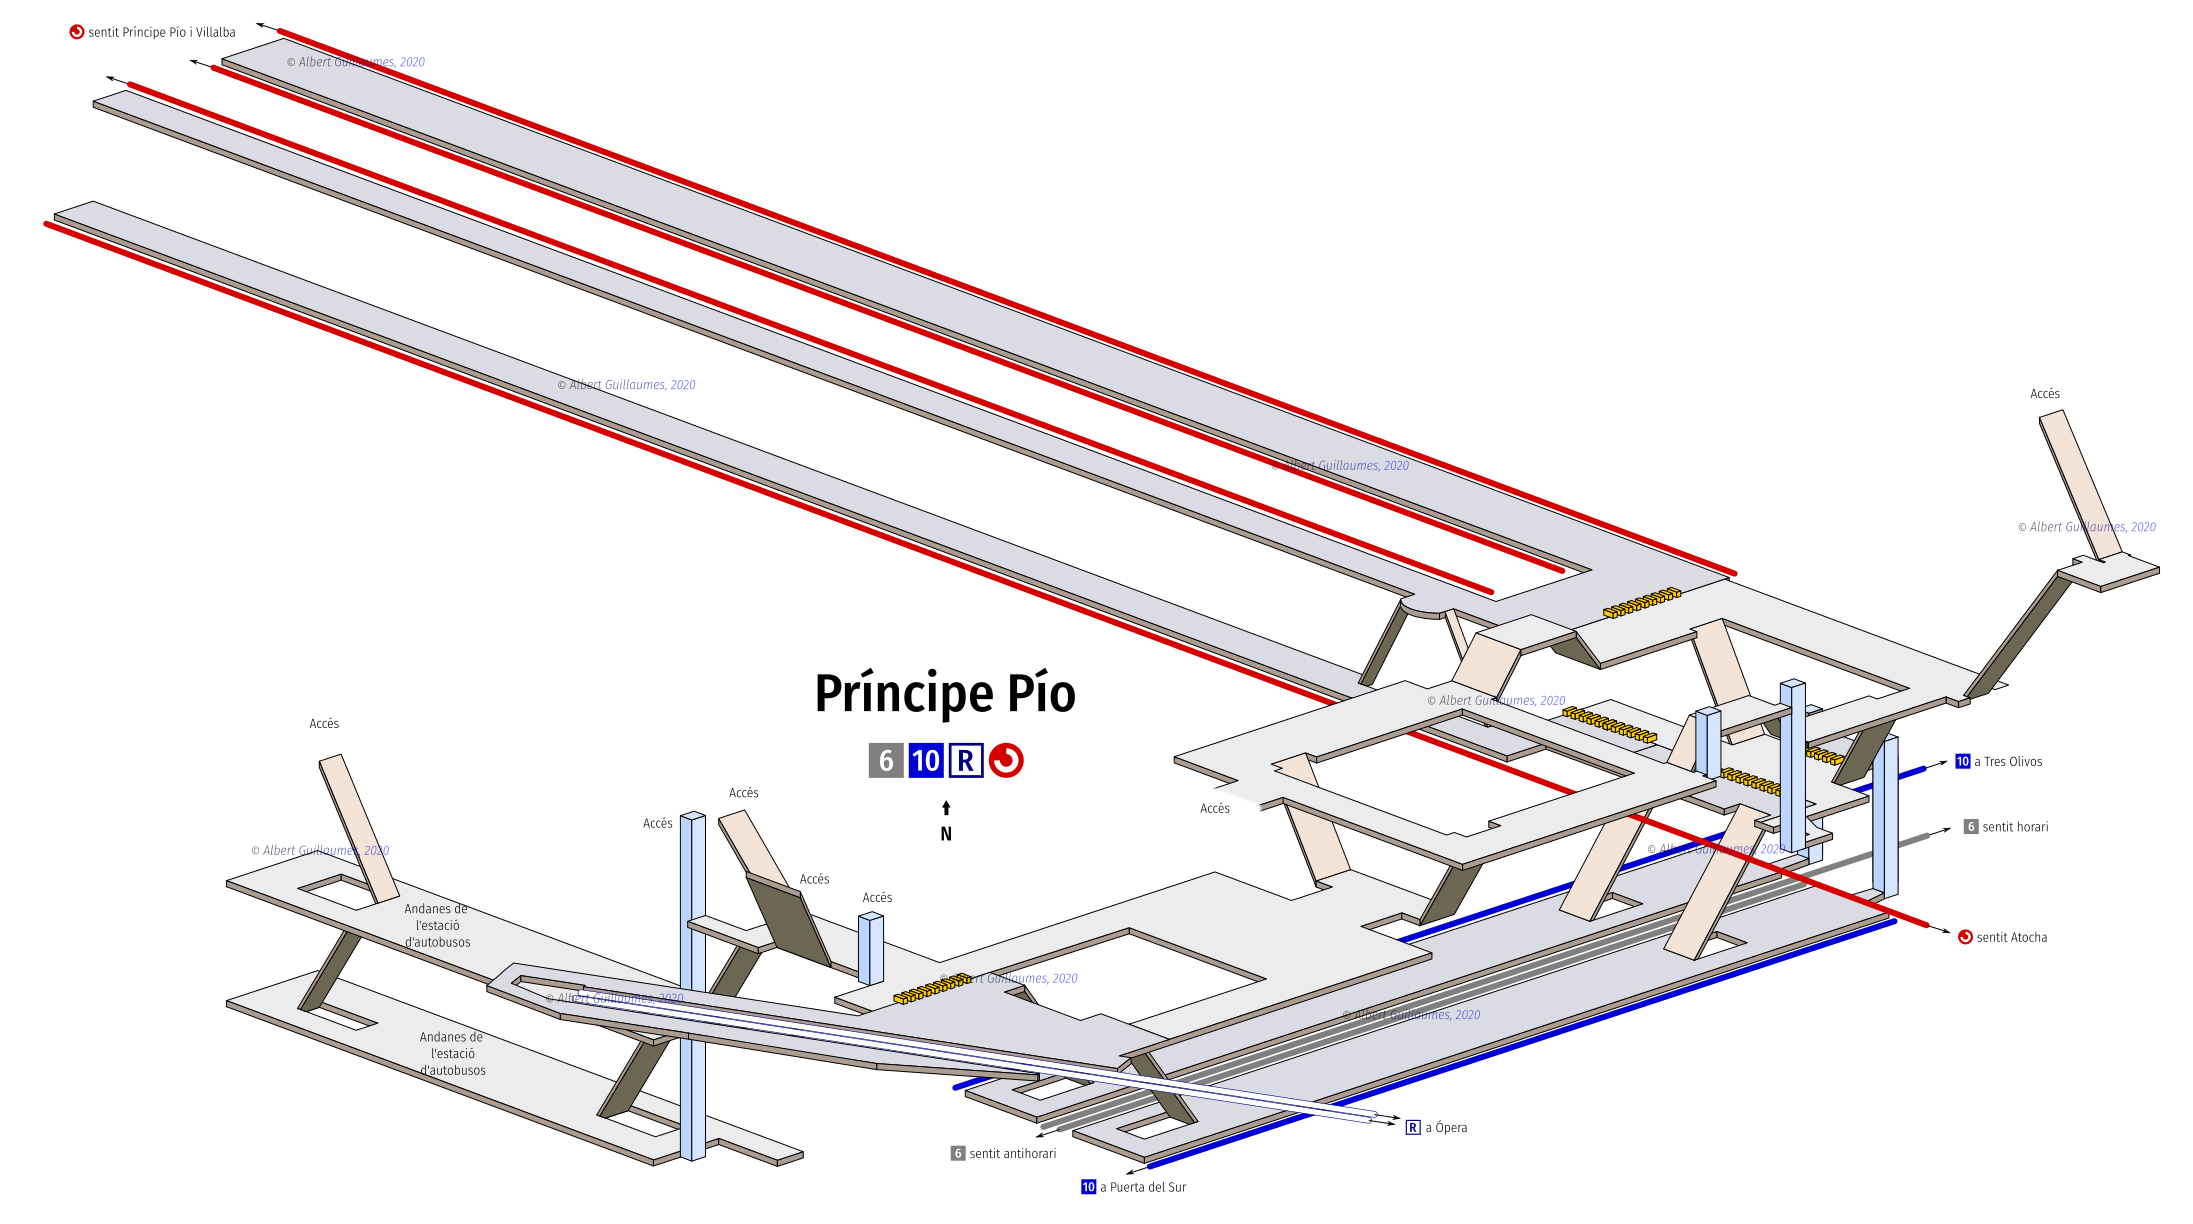 sentit Príncipe Pío i Villalba
© Albert Guillaumes, 2020
© Albert Guillaumes, 2020
Accés
© Albert Guillaumes, 2020
© Albert Guillaumes, 2020
Príncipe Pío
6 10 R
N
© Albert Guillaumes, 2020
Accés
Accés
Accés
Accés
Accés
Accés
Accés
10 a Tres Olivos
6 sentit horari
© Albert Guillaumes, 2020
© Albert Guillaumes, 2020
Andanes de
l'estació
d'autobusos
sentit Atocha
© Albert Guillaumes, 2020
© Albert Guillaumes, 2020
© Albert Guillaumes, 2020
Andanes de
l'estació
d'autobusos
R a Ópera
6 sentit antihorari
10 a Puerta del Sur